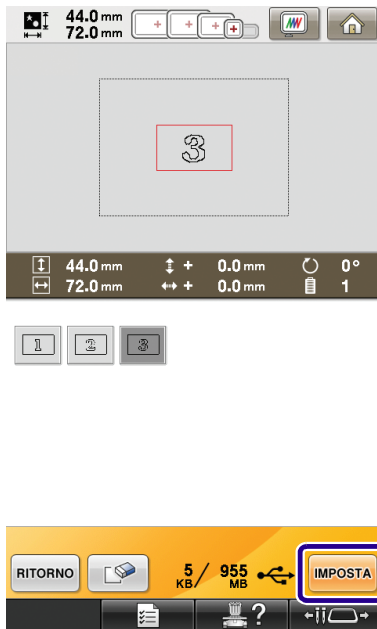 44.0 mm
72.0 mm
3
44.0 mm + 0.0 mm 0°
72.0 mm + 0.0 mm 1
1 2 3
RITORNO 5 KB / 955 MB IMPOSTA
?